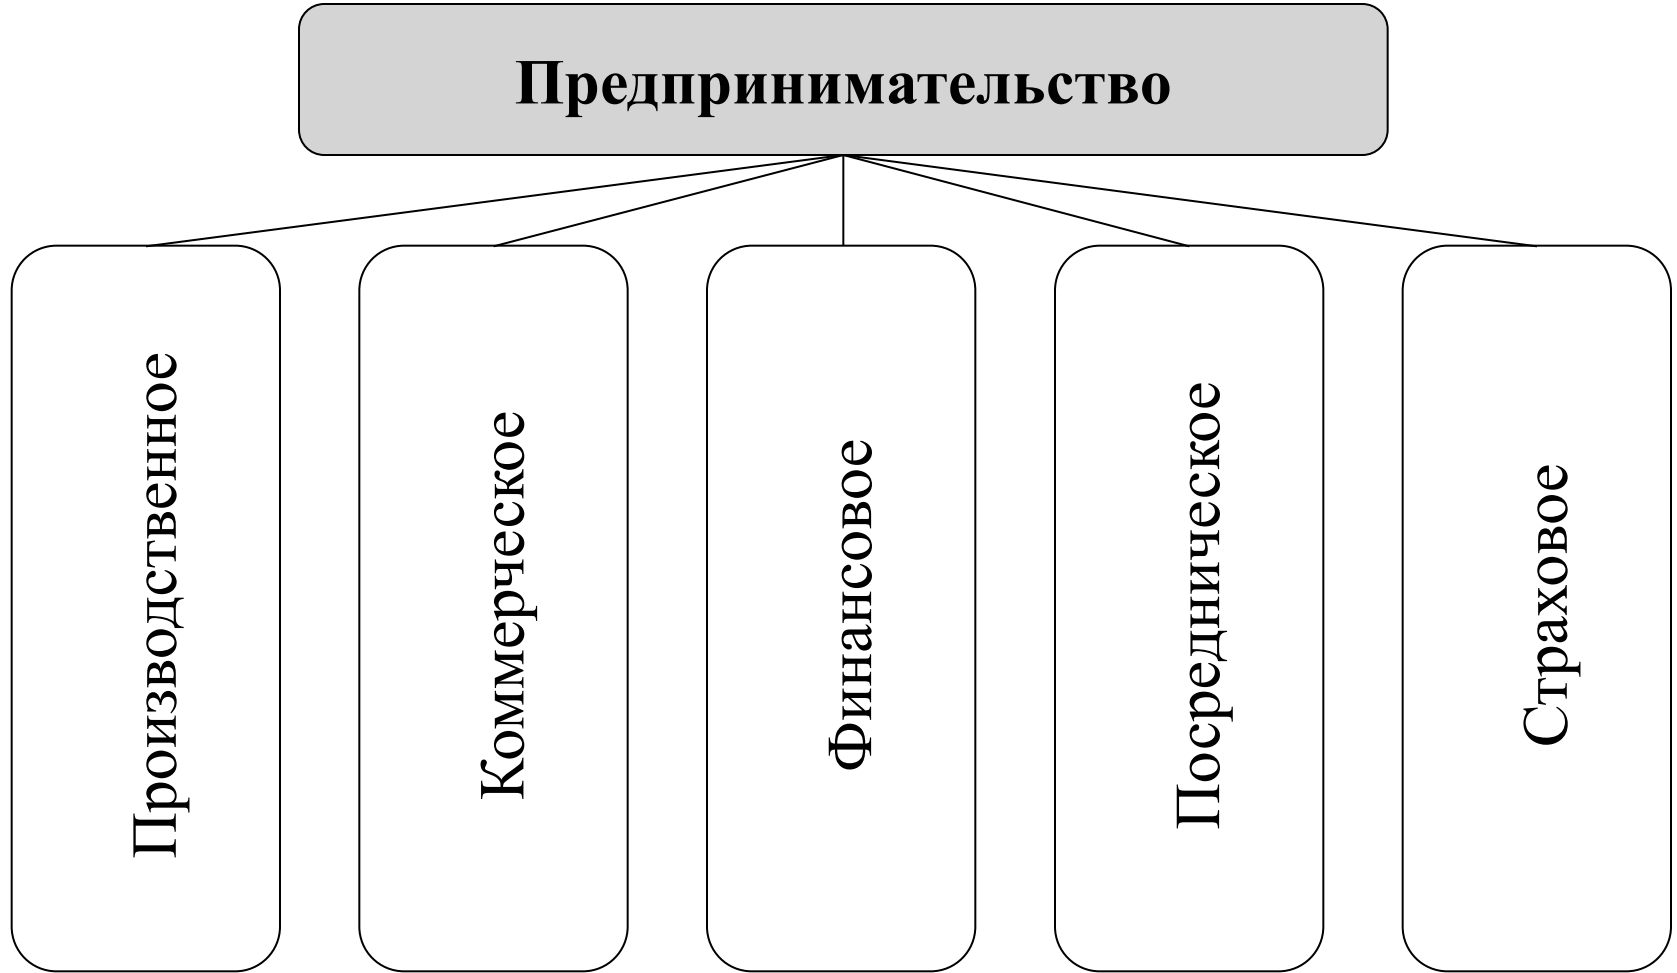 Предпринимательство
Производственное
Коммерческое
Финансовое
Посредническое
Страховое